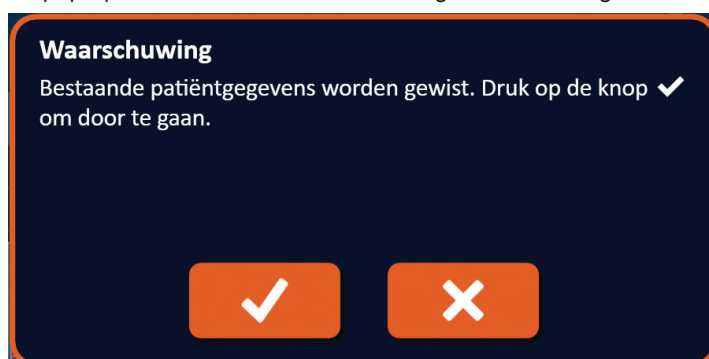 Waarschuwing
Bestaande patiëntgegevens worden gewist. Druk op de knop ✔
om door te gaan.